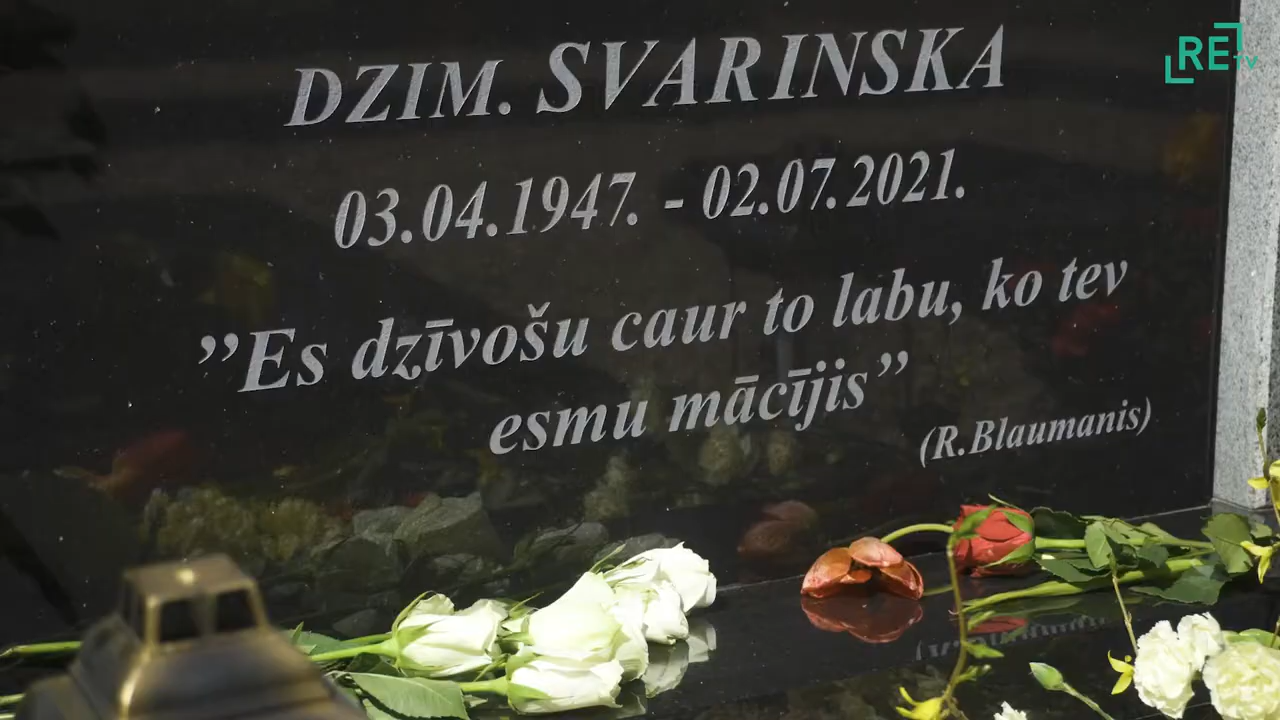 DZIM. SVARINSKA
03.04.1947. - 02.07.2021.
”Es dzīvošu caur to labu, ko tev
esmu mācījis”
(R.Blaumanis)
RE TV